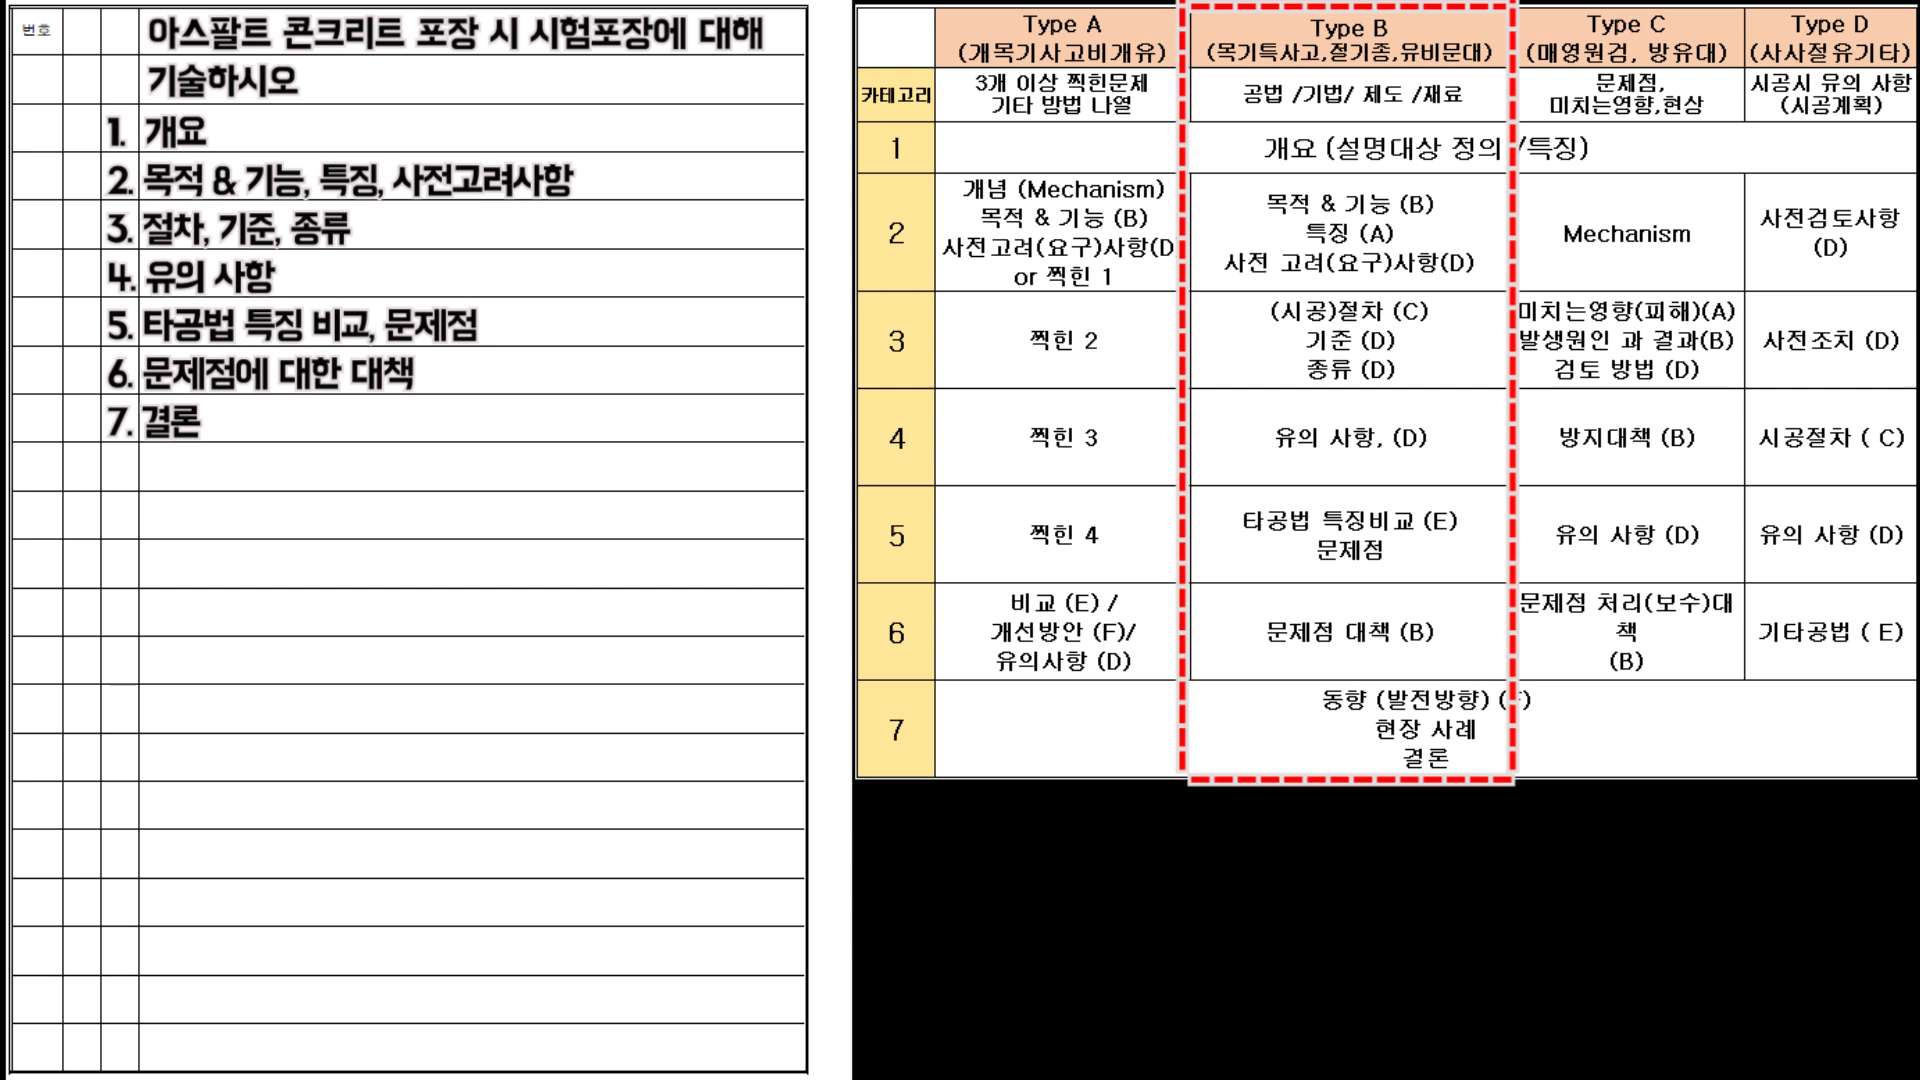 번호
아스팔트 콘크리트 포장 시 시험포장에 대해
기술하시오
1. 개요
2. 목적 & 기능, 특징, 사전고려사항
3. 절차, 기준, 종류
4. 유의 사항
5. 타공법 특징 비교, 문제점
6. 문제점에 대한 대책
7. 결론
Type A
(개목기사고비개유)
Type B
(목기특사고,절기종,유비문대)
Type C
(매영원검, 방유대)
Type D
(사사절유기타)
카테고리
3개 이상 찍힌문제
기타 방법 나열
공법 /기법/ 제도 /재료
문제점,
미치는영향,현상
시공시 유의 사항
(시공계획)
1
개요 (설명대상 정의 /특징)
2
개념 (Mechanism)
목적 & 기능 (B)
사전고려(요구)사항(D
or 찍힌 1
목적 & 기능 (B)
특징 (A)
사전 고려(요구)사항(D)
Mechanism
사전검토사항
(D)
3
찍힌 2
(시공)절차 (C)
기준 (D)
종류 (D)
미치는영향(피해)(A)
발생원인 과 결과(B)
검토 방법 (D)
사전조치 (D)
4
찍힌 3
유의 사항, (D)
방지대책 (B)
시공절차 ( C)
5
찍힌 4
타공법 특징비교 (E)
문제점
유의 사항 (D)
유의 사항 (D)
6
비교 (E) /
개선방안 (F)/
유의사항 (D)
문제점 대책 (B)
문제점 처리(보수)대
책
(B)
기타공법 ( E)
7
동향 (발전방향) (F)
현장 사례
결론